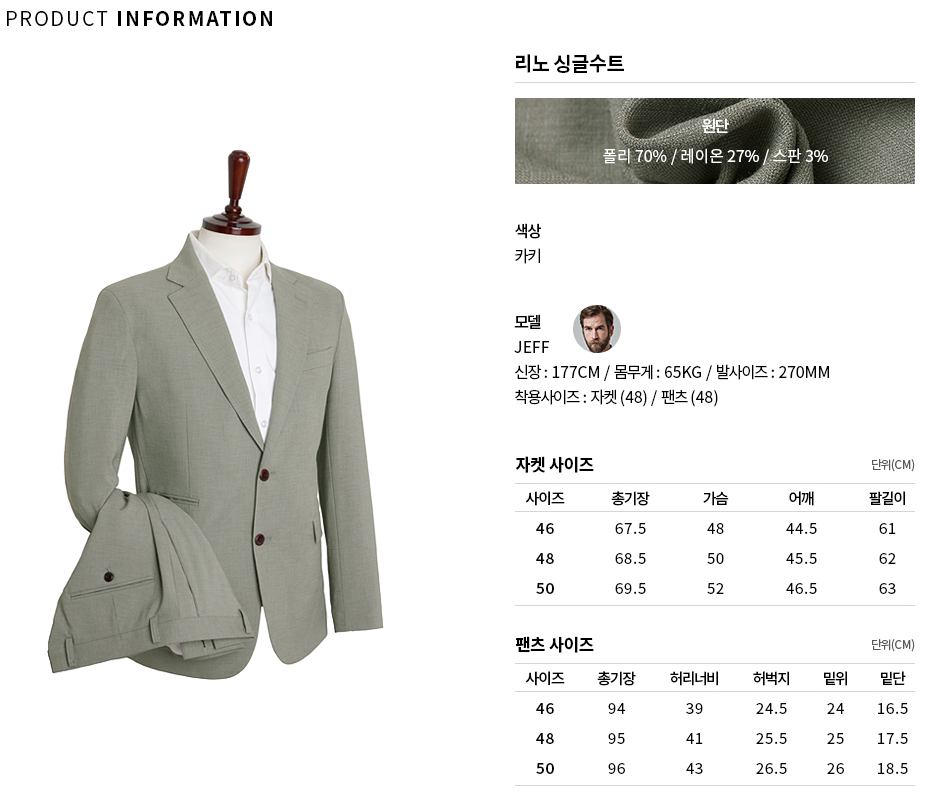 PRODUCT INFORMATION
리노 싱글수트
원단
폴리 70% / 레이온 27% / 스판 3%
색상
카키
모델
JEFF
신장 : 177CM / 몸무게 : 65KG / 발사이즈 : 270MM
착용사이즈 : 자켓 (48) / 팬츠 (48)
자켓 사이즈 단위(CM)
사이즈 총기장 가슴 어깨 팔길이
46 67.5 48 44.5 61
48 68.5 50 45.5 62
50 69.5 52 46.5 63
팬츠 사이즈 단위(CM)
사이즈 총기장 허리너비 허벅지 밑위 밑단
46 94 39 24.5 24 16.5
48 95 41 25.5 25 17.5
50 96 43 26.5 26 18.5